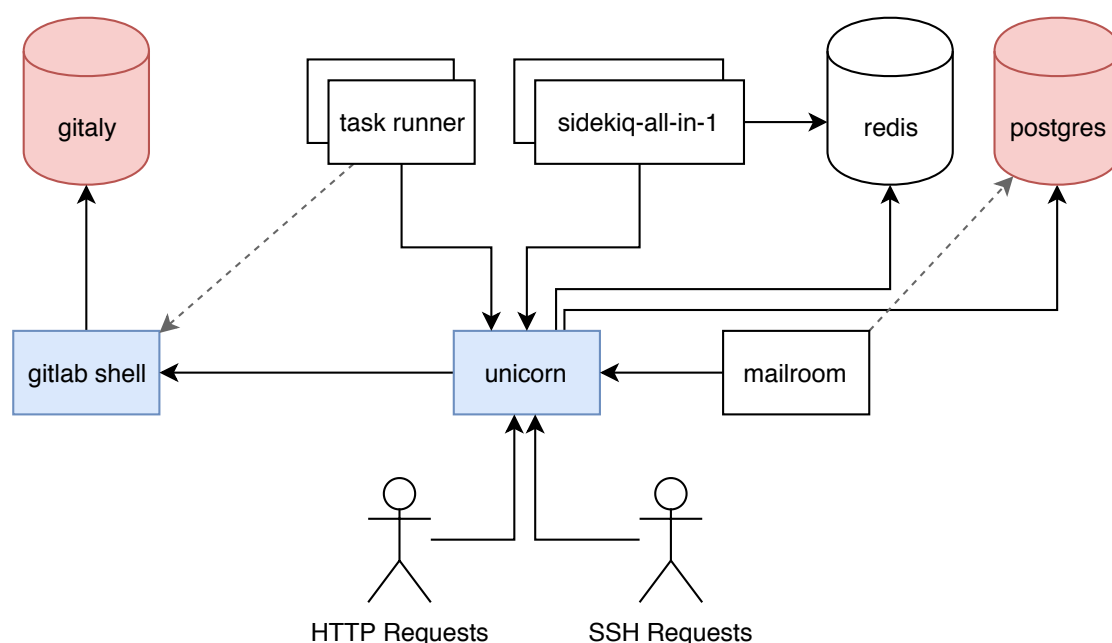 gitaly
task runner
sidekiq-all-in-1
redis
postgres
gitlab shell
unicorn
mailroom
HTTP Requests
SSH Requests